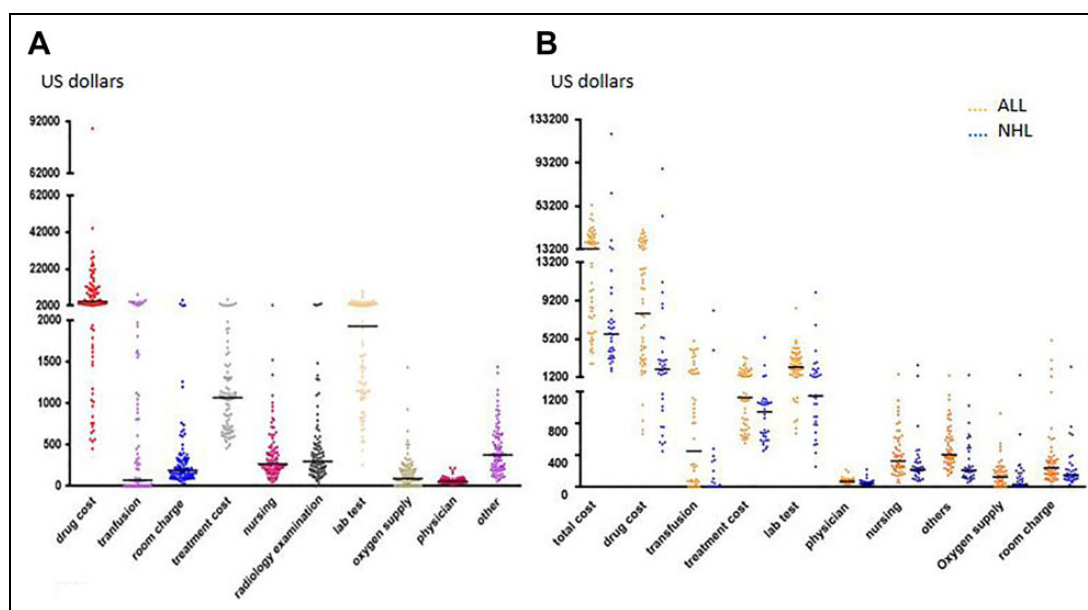 A
US dollars
92000
62000
62000
42000
22000
2000
2000
1500
1000
500
0
drug cost
tranfusion
room charge
treatment cost
nursing
radiology examination
lab test
oxygen supply
physician
other
B
US dollars
ALL
NHL
133200
93200
53200
13200
13200
9200
5200
1200
1200
800
400
0
total cost
drug cost
transfusion
treatment cost
lab test
physician
nursing
others
Oxygen supply
room charge